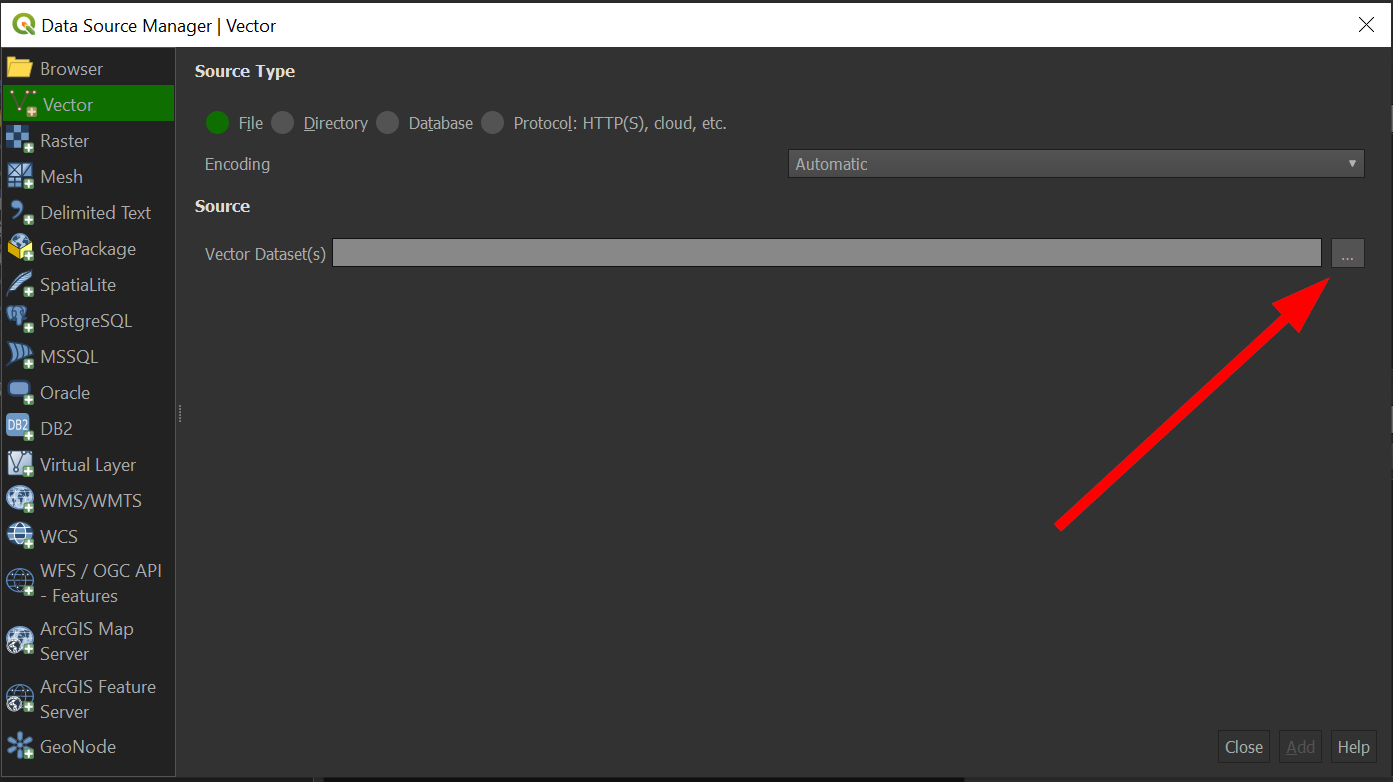 Data Source Manager | Vector
Browser
Vector
Raster
Mesh
Delimited Text
GeoPackage
SpatiaLite
PostgreSQL
MSSQL
Oracle
DB2
DB2
Virtual Layer
WMS/WMTS
WCS
WFS / OGC API
- Features
ArcGIS Map
Server
ArcGIS Feature
Server
GeoNode
Source Type
File Directory Database Protocol: HTTP(S), cloud, etc.
Encoding Automatic
Source
Vector Dataset(s) ...
Close Add Help